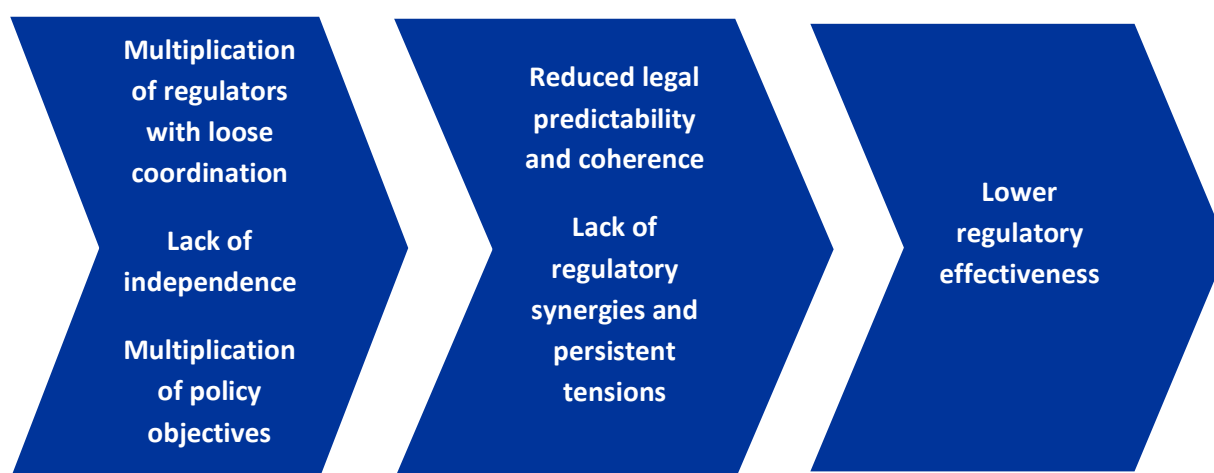 Multiplication
of regulators
with loose
coordination
Lack of
independence
Multiplication
of policy
objectives
Reduced legal
predictability
and coherence
Lack of
regulatory
synergies and
persistent
tensions
Lower
regulatory
effectiveness